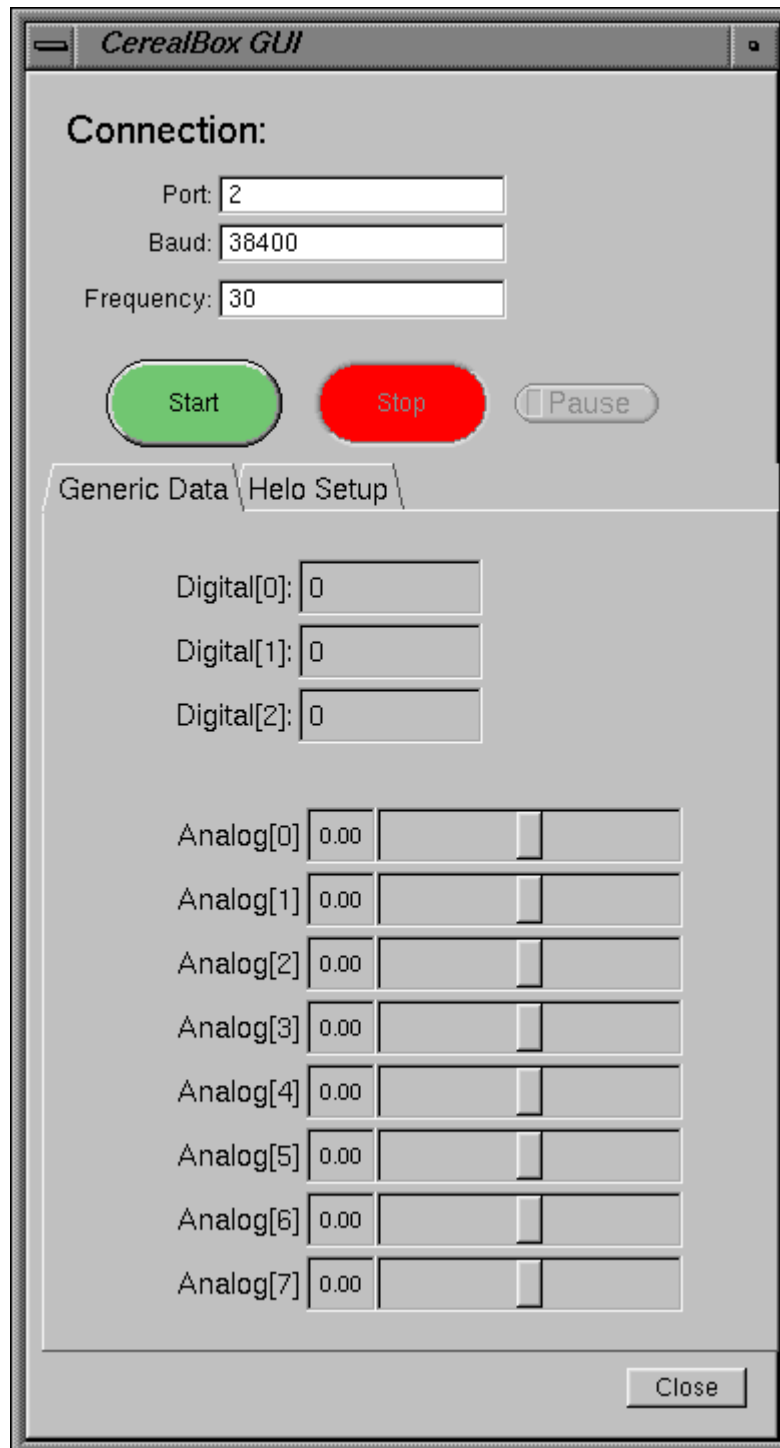 CerealBox GUI
Connection:
Port: 2
Baud: 38400
Frequency: 30
Start Stop Pause
Generic Data Helo Setup
Digital[0]: 0
Digital[1]: 0
Digital[2]: 0
Analog[0] 0.00
Analog[1] 0.00
Analog[2] 0.00
Analog[3] 0.00
Analog[4] 0.00
Analog[5] 0.00
Analog[6] 0.00
Analog[7] 0.00
Close